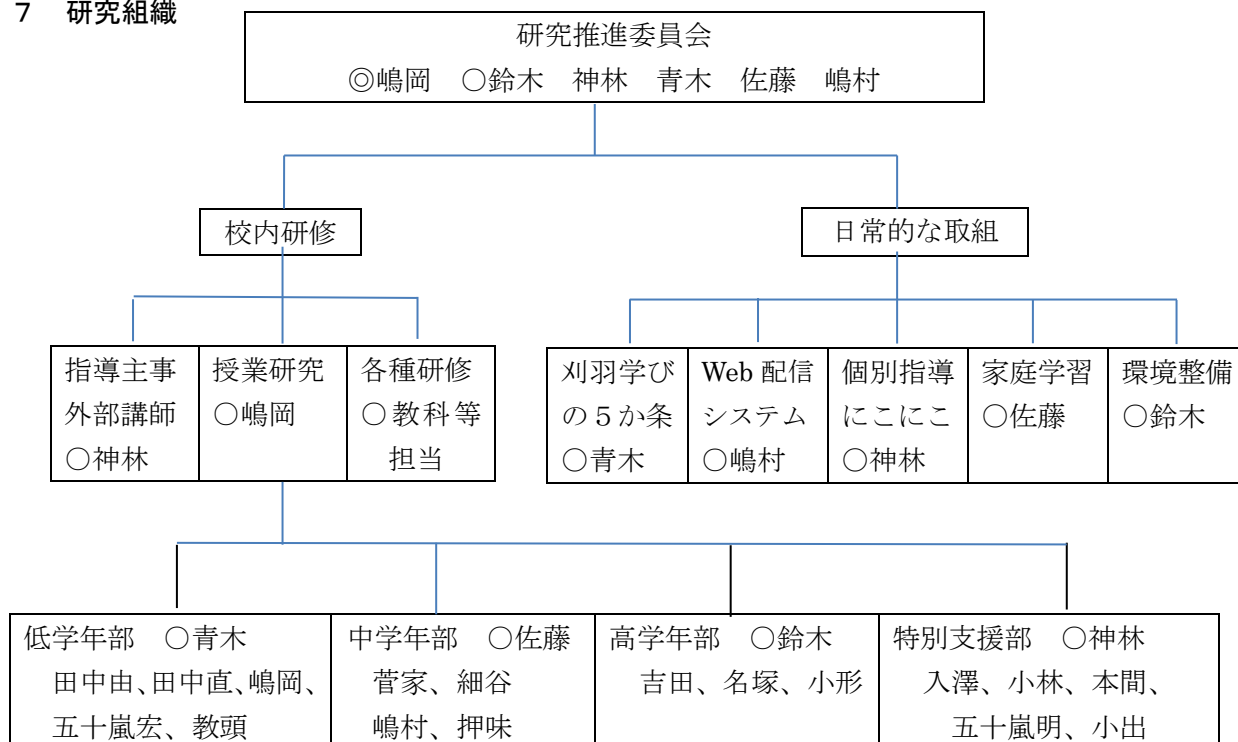 7 研究組織
研究推進委員会
◎嶋岡 ○鈴木 神林 青木 佐藤 嶋村
校内研修
日常的な取組
指導主事
外部講師
○神林
授業研究
○嶋岡
各種研修
○教科等
担当
刈羽学び
の5か条
○青木
Web配信
システム
○嶋村
個別指導
にこにこ
○神林
家庭学習
○佐藤
環境整備
○鈴木
低学年部 ○青木
田中由、田中直、嶋岡、
五十嵐宏、教頭
中学年部 ○佐藤
菅家、細谷
嶋村、押味
高学年部 ○鈴木
吉田、名塚、小形
特別支援部 ○神林
入澤、小林、本間、
五十嵐明、小出